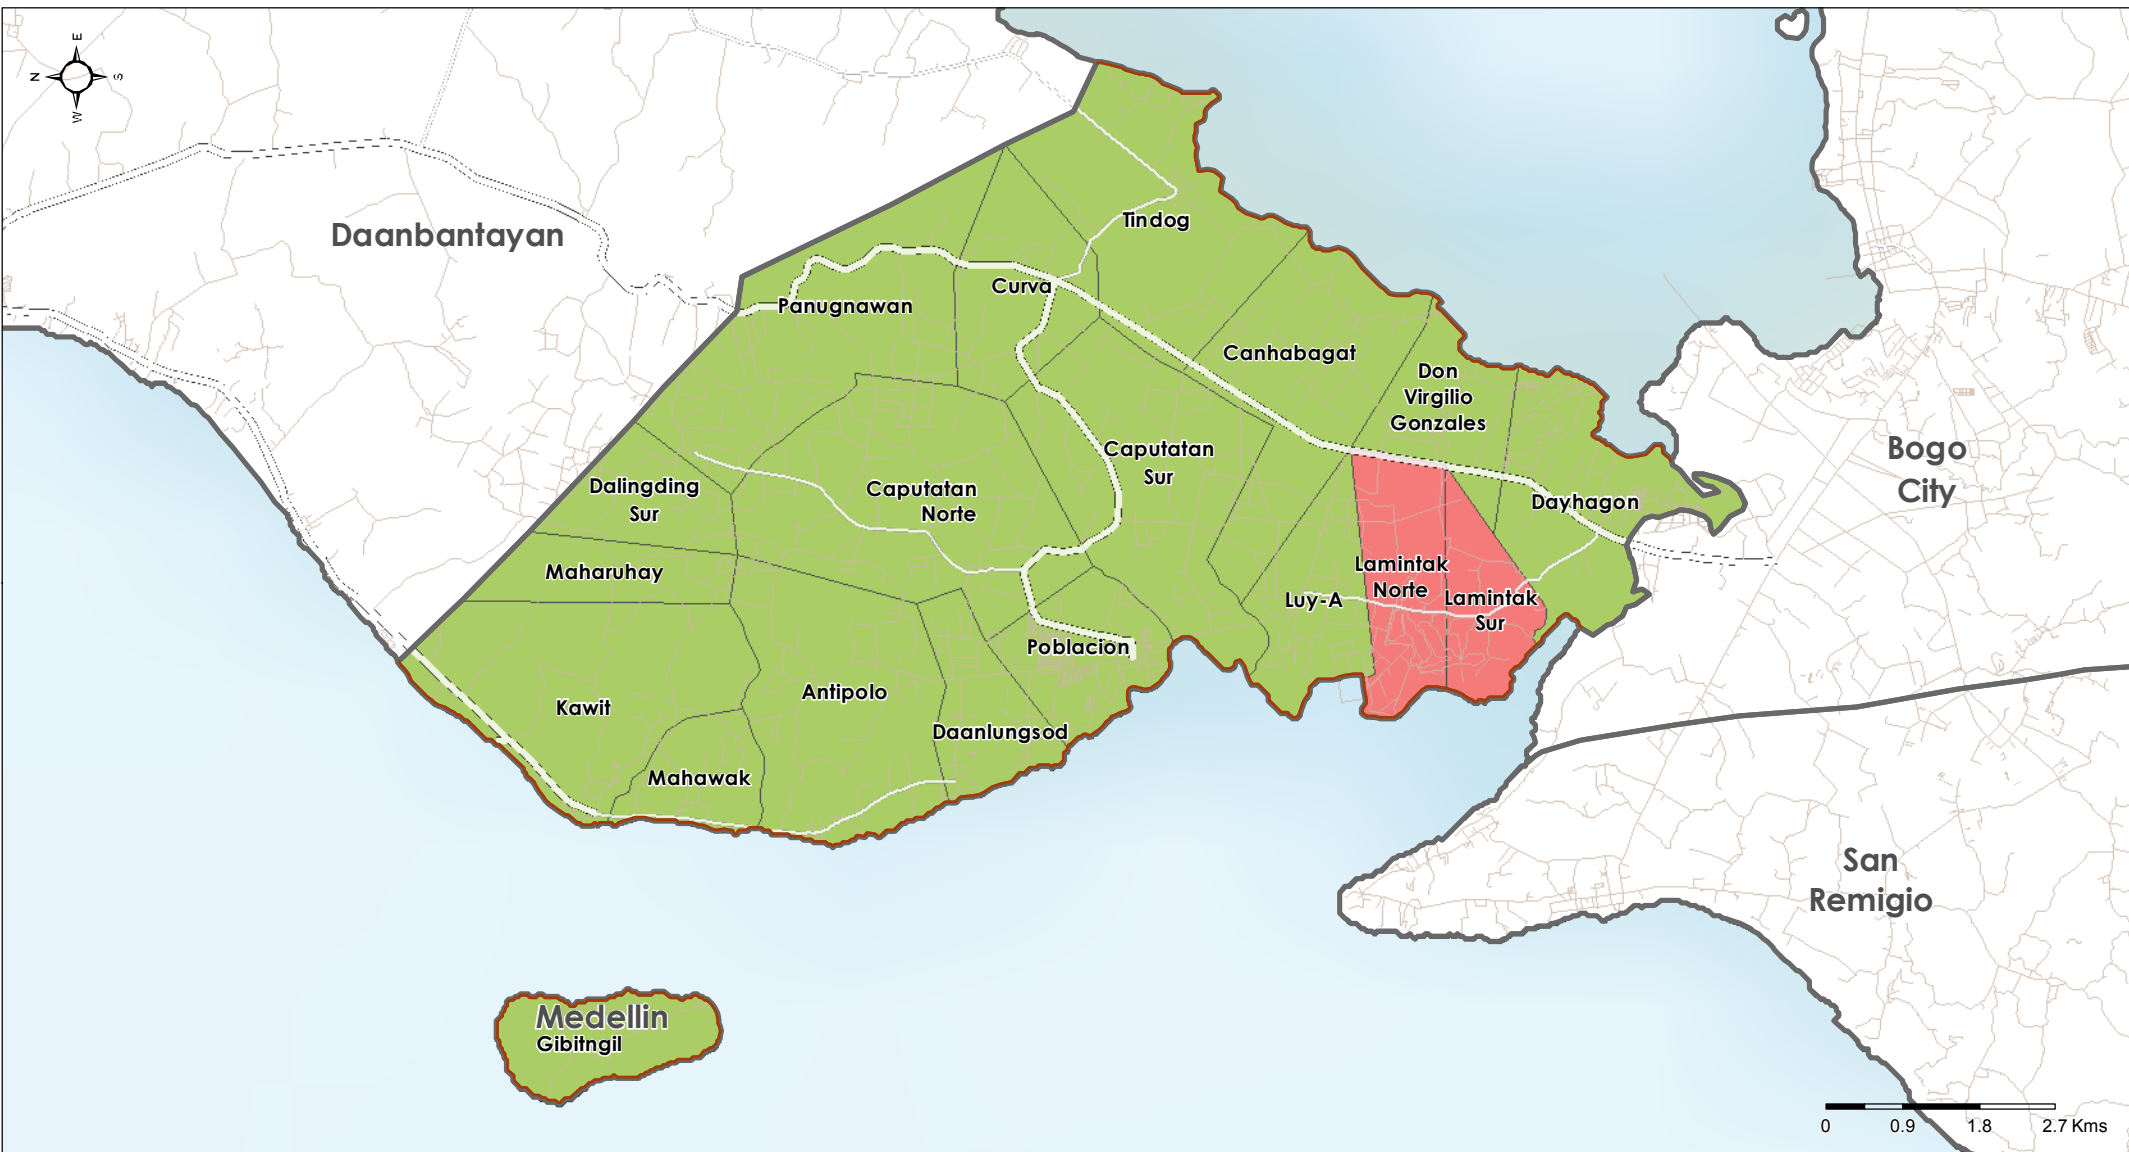 E
N
S
W
Daanbantayan
Tindog
Curva
Panugnawan
Canhabagat
Don
Virgilio
Gonzales
Caputatan
Sur
Bogo
City
Dalingding
Sur
Caputatan
Norte
Dayhagon
Maharuhay
Lamintak
Norte
Lamintak
Sur
Luy-A
Poblacion
Kawit
Antipolo
Daanlungsod
Mahawak
San
Remigio
Medellin
Gibitngil
0 0.9 1.8 2.7 Kms